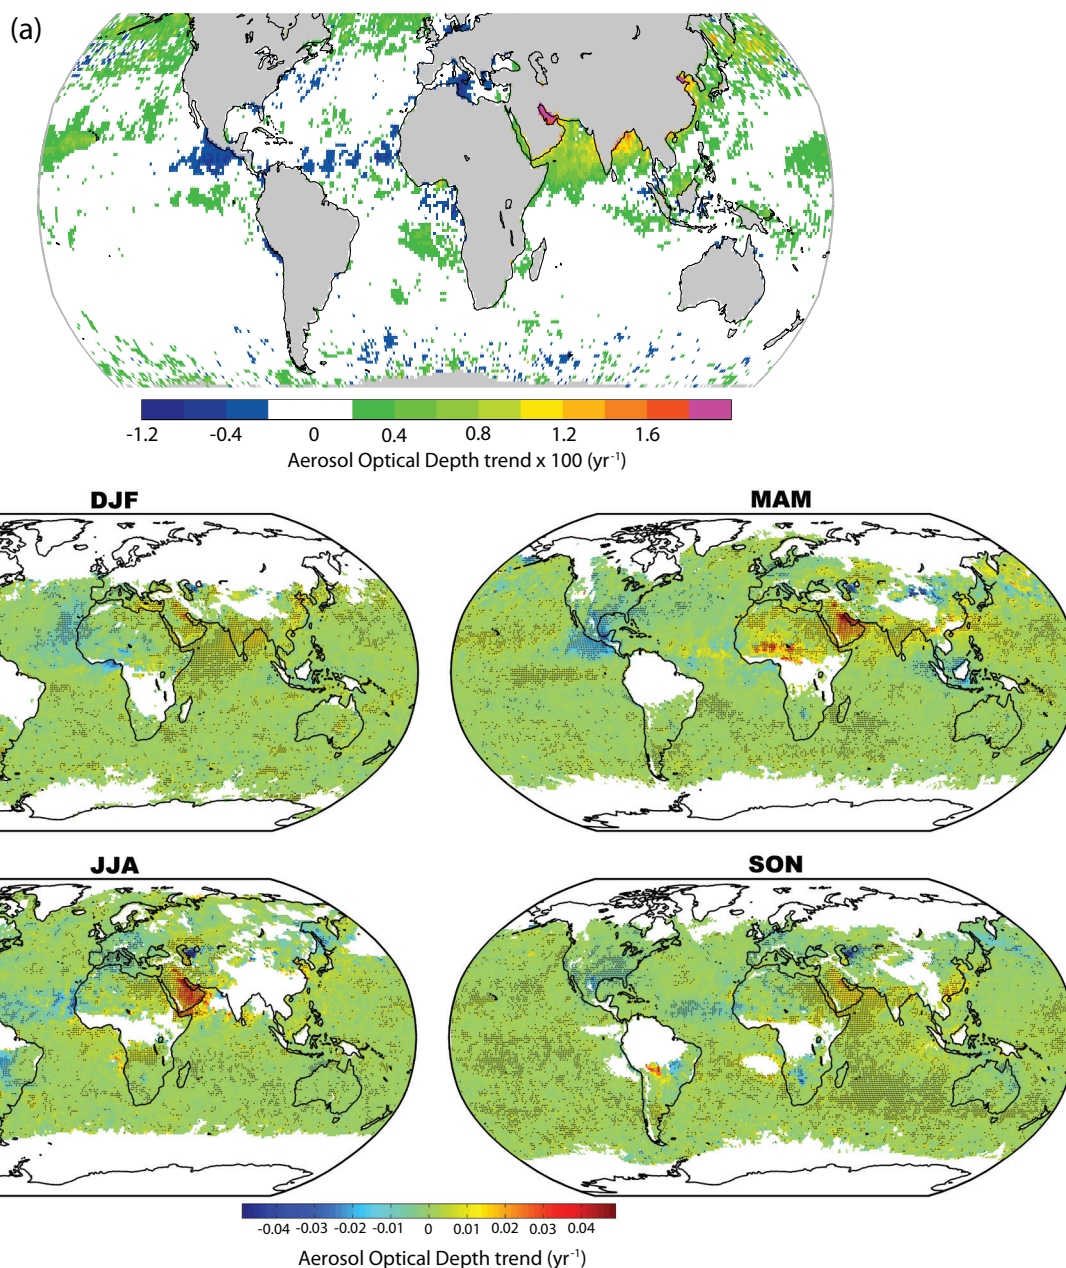 (a)
-1.2 -0.4 0 0.4 0.8 1.2 1.6
Aerosol Optical Depth trend x 100 (yr⁻¹)
DJF MAM
JJA SON
-0.04 -0.03 -0.02 -0.01 0 0.01 0.02 0.03 0.04
Aerosol Optical Depth trend (yr⁻¹)